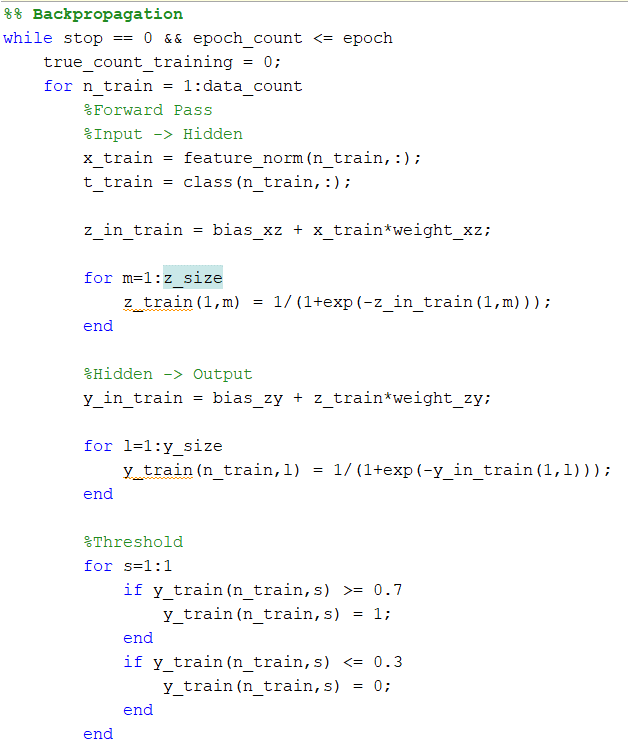 %% Backpropagation
while stop == 0 && epoch_count <= epoch
    true_count_training = 0;
    for n_train = 1:data_count
        %Forward Pass
        %Input -> Hidden
        x_train = feature_norm(n_train,:);
        t_train = class(n_train,:);

        z_in_train = bias_xz + x_train*weight_xz;

        for m=1:z_size
            z_train(1,m) = 1/(1+exp(-z_in_train(1,m)));
        end

        %Hidden -> Output
        y_in_train = bias_zy + z_train*weight_zy;

        for l=1:y_size
            y_train(n_train,l) = 1/(1+exp(-y_in_train(1,l)));
        end

        %Threshold
        for s=1:1
            if y_train(n_train,s) >= 0.7
                y_train(n_train,s) = 1;
            end
            if y_train(n_train,s) <= 0.3
                y_train(n_train,s) = 0;
            end
        end